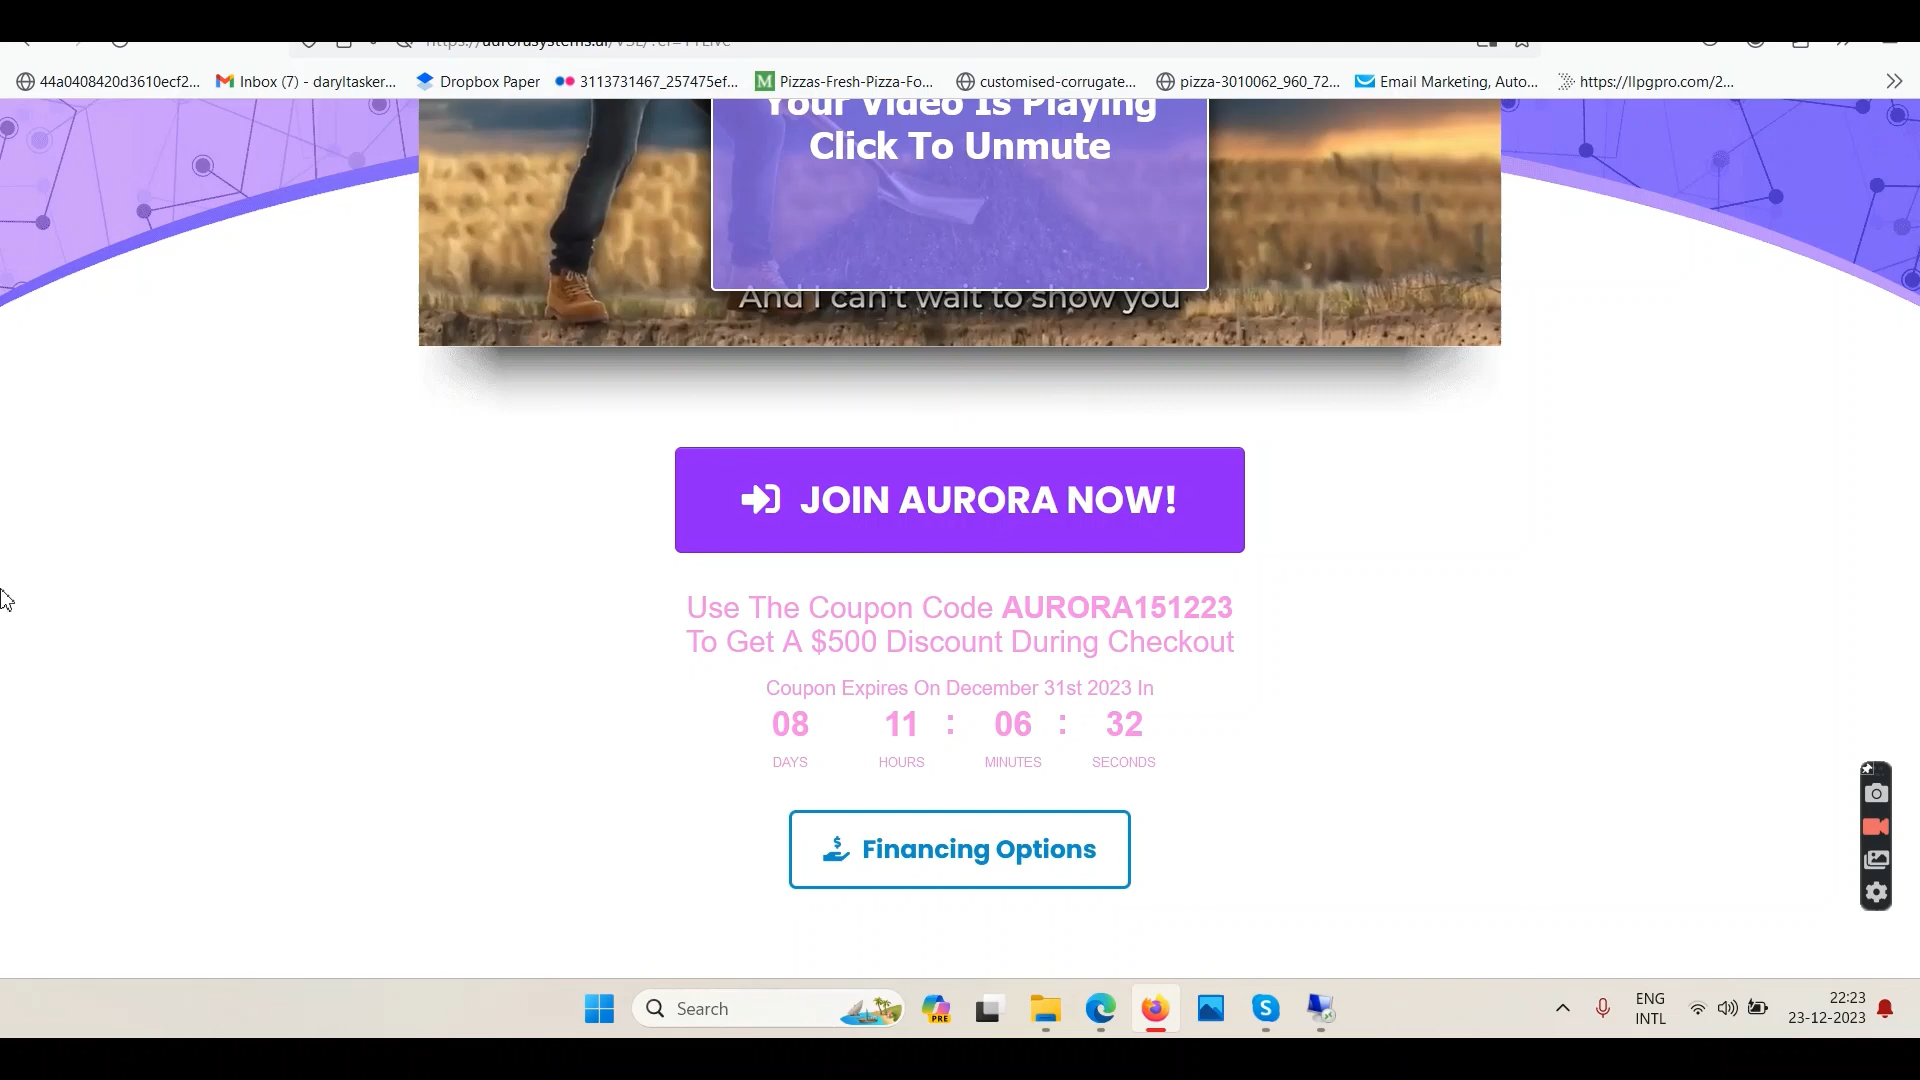 44a0408420d3610ecf2... Inbox (7) - daryltasker... Dropbox Paper 3113731467_257475ef... Pizzas-Fresh-Pizza-Fo... customised-corrugate... pizza-3010062_960_72... Email Marketing, Auto... https://llpgpro.com/2...
Your Video Is Playing
Click To Unmute
And I can't wait to show you
JOIN AURORA NOW!
Use The Coupon Code AURORA151223
To Get A $500 Discount During Checkout
Coupon Expires On December 31st 2023 In
08 11 : 06 : 32
DAYS HOURS MINUTES SECONDS
Financing Options
Search
PRE
ENG
INTL
22:23
23-12-2023